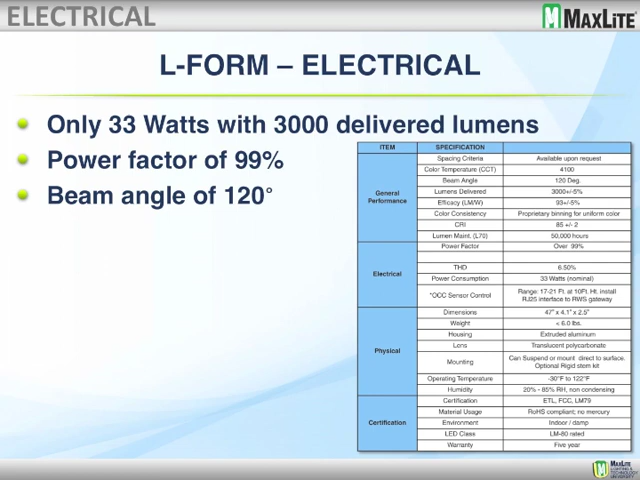 ELECTRICAL
MAXLITE®
L-FORM – ELECTRICAL
Only 33 Watts with 3000 delivered lumens
Power factor of 99%
Beam angle of 120°
ITEM SPECIFICATION
General Performance
Spacing Criteria Available upon request
Color Temperature (CCT) 4100
Beam Angle 120 Deg.
Lumens Delivered 3000+/-5%
Efficacy (LM/W) 93+/-5%
Color Consistency Proprietary binning for uniform color
CRI 85 +/- 2
Lumen Maint. (L70) 50,000 hours
Electrical
Power Factor Over 99%
THD 6.50%
Power Consumption 33 Watts (nominal)
*OCC Sensor Control Range: 17-21 Ft. at 10Ft. Ht. install
RJ25 interface to RWS gateway
Physical
Dimensions 47" x 4.1" x 2.5"
Weight < 6.0 lbs.
Housing Extruded aluminum
Lens Translucent polycarbonate
Mounting Can Suspend or mount direct to surface.
Optional Rigid stem kit
Operating Temperature -30°F to 122°F
Humidity 20% - 85% RH, non condensing
Certification
Certification ETL, FCC, LM79
Material Usage RoHS compliant; no mercury
Environment Indoor / damp
LED Class LM-80 rated
Warranty Five year
MAXLITE
LIGHTING &
TECHNOLOGY
UNIVERSITY